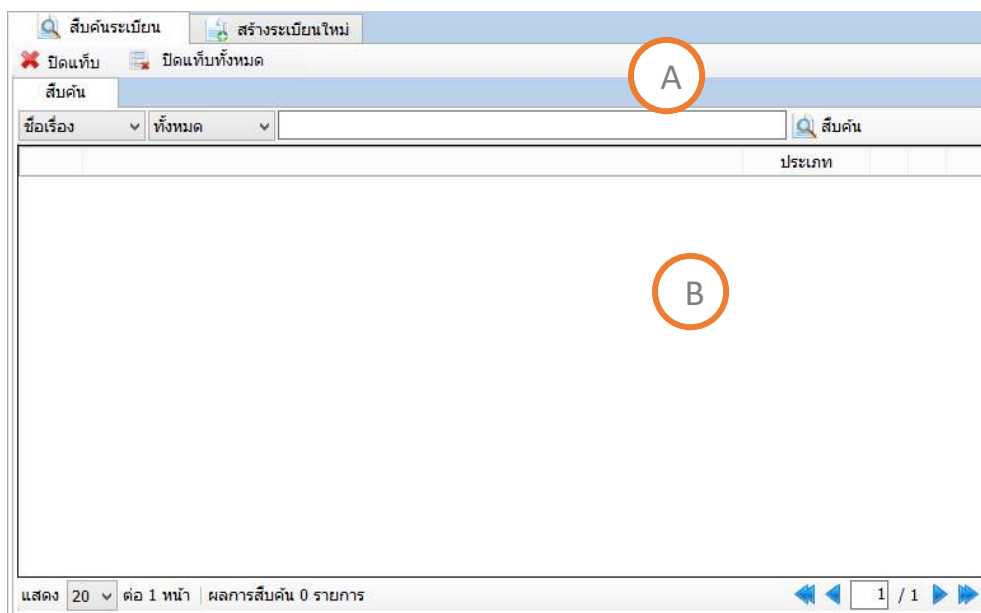 สืบค้นระเบียน สร้างระเบียนใหม่
ปิดแท็บ ปิดแท็บทั้งหมด
A
สืบค้น
ชื่อเรื่อง ทั้งหมด สืบค้น
ประเภท
B
แสดง 20 ต่อ 1 หน้า ผลการสืบค้น 0 รายการ 1 / 1